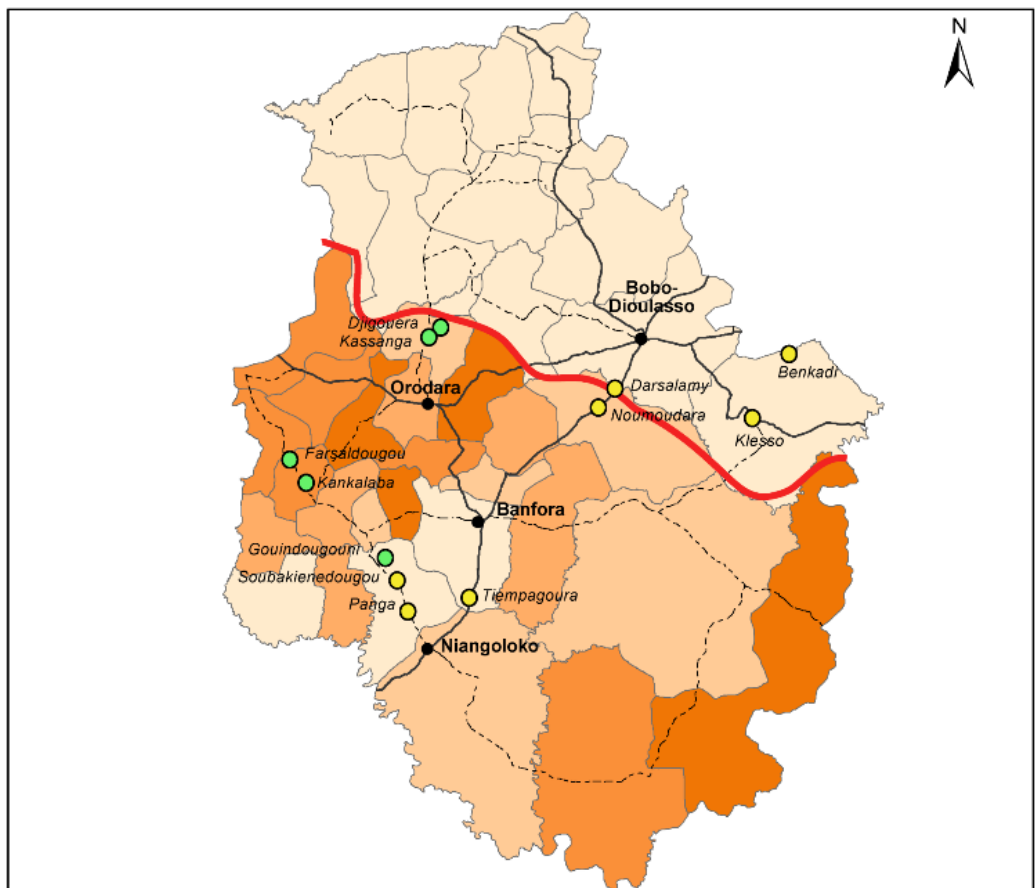 N
Bobo-
Dioulasso
Djigouera
Kassanga
Benkadi
Orodara
Darsalamy
Noumoudara
Klesso
Farsaldougou
Kankalaba
Banfora
Gouindougouni
Soubakienedougou
Tiempagoura
Panga
Niangoloko